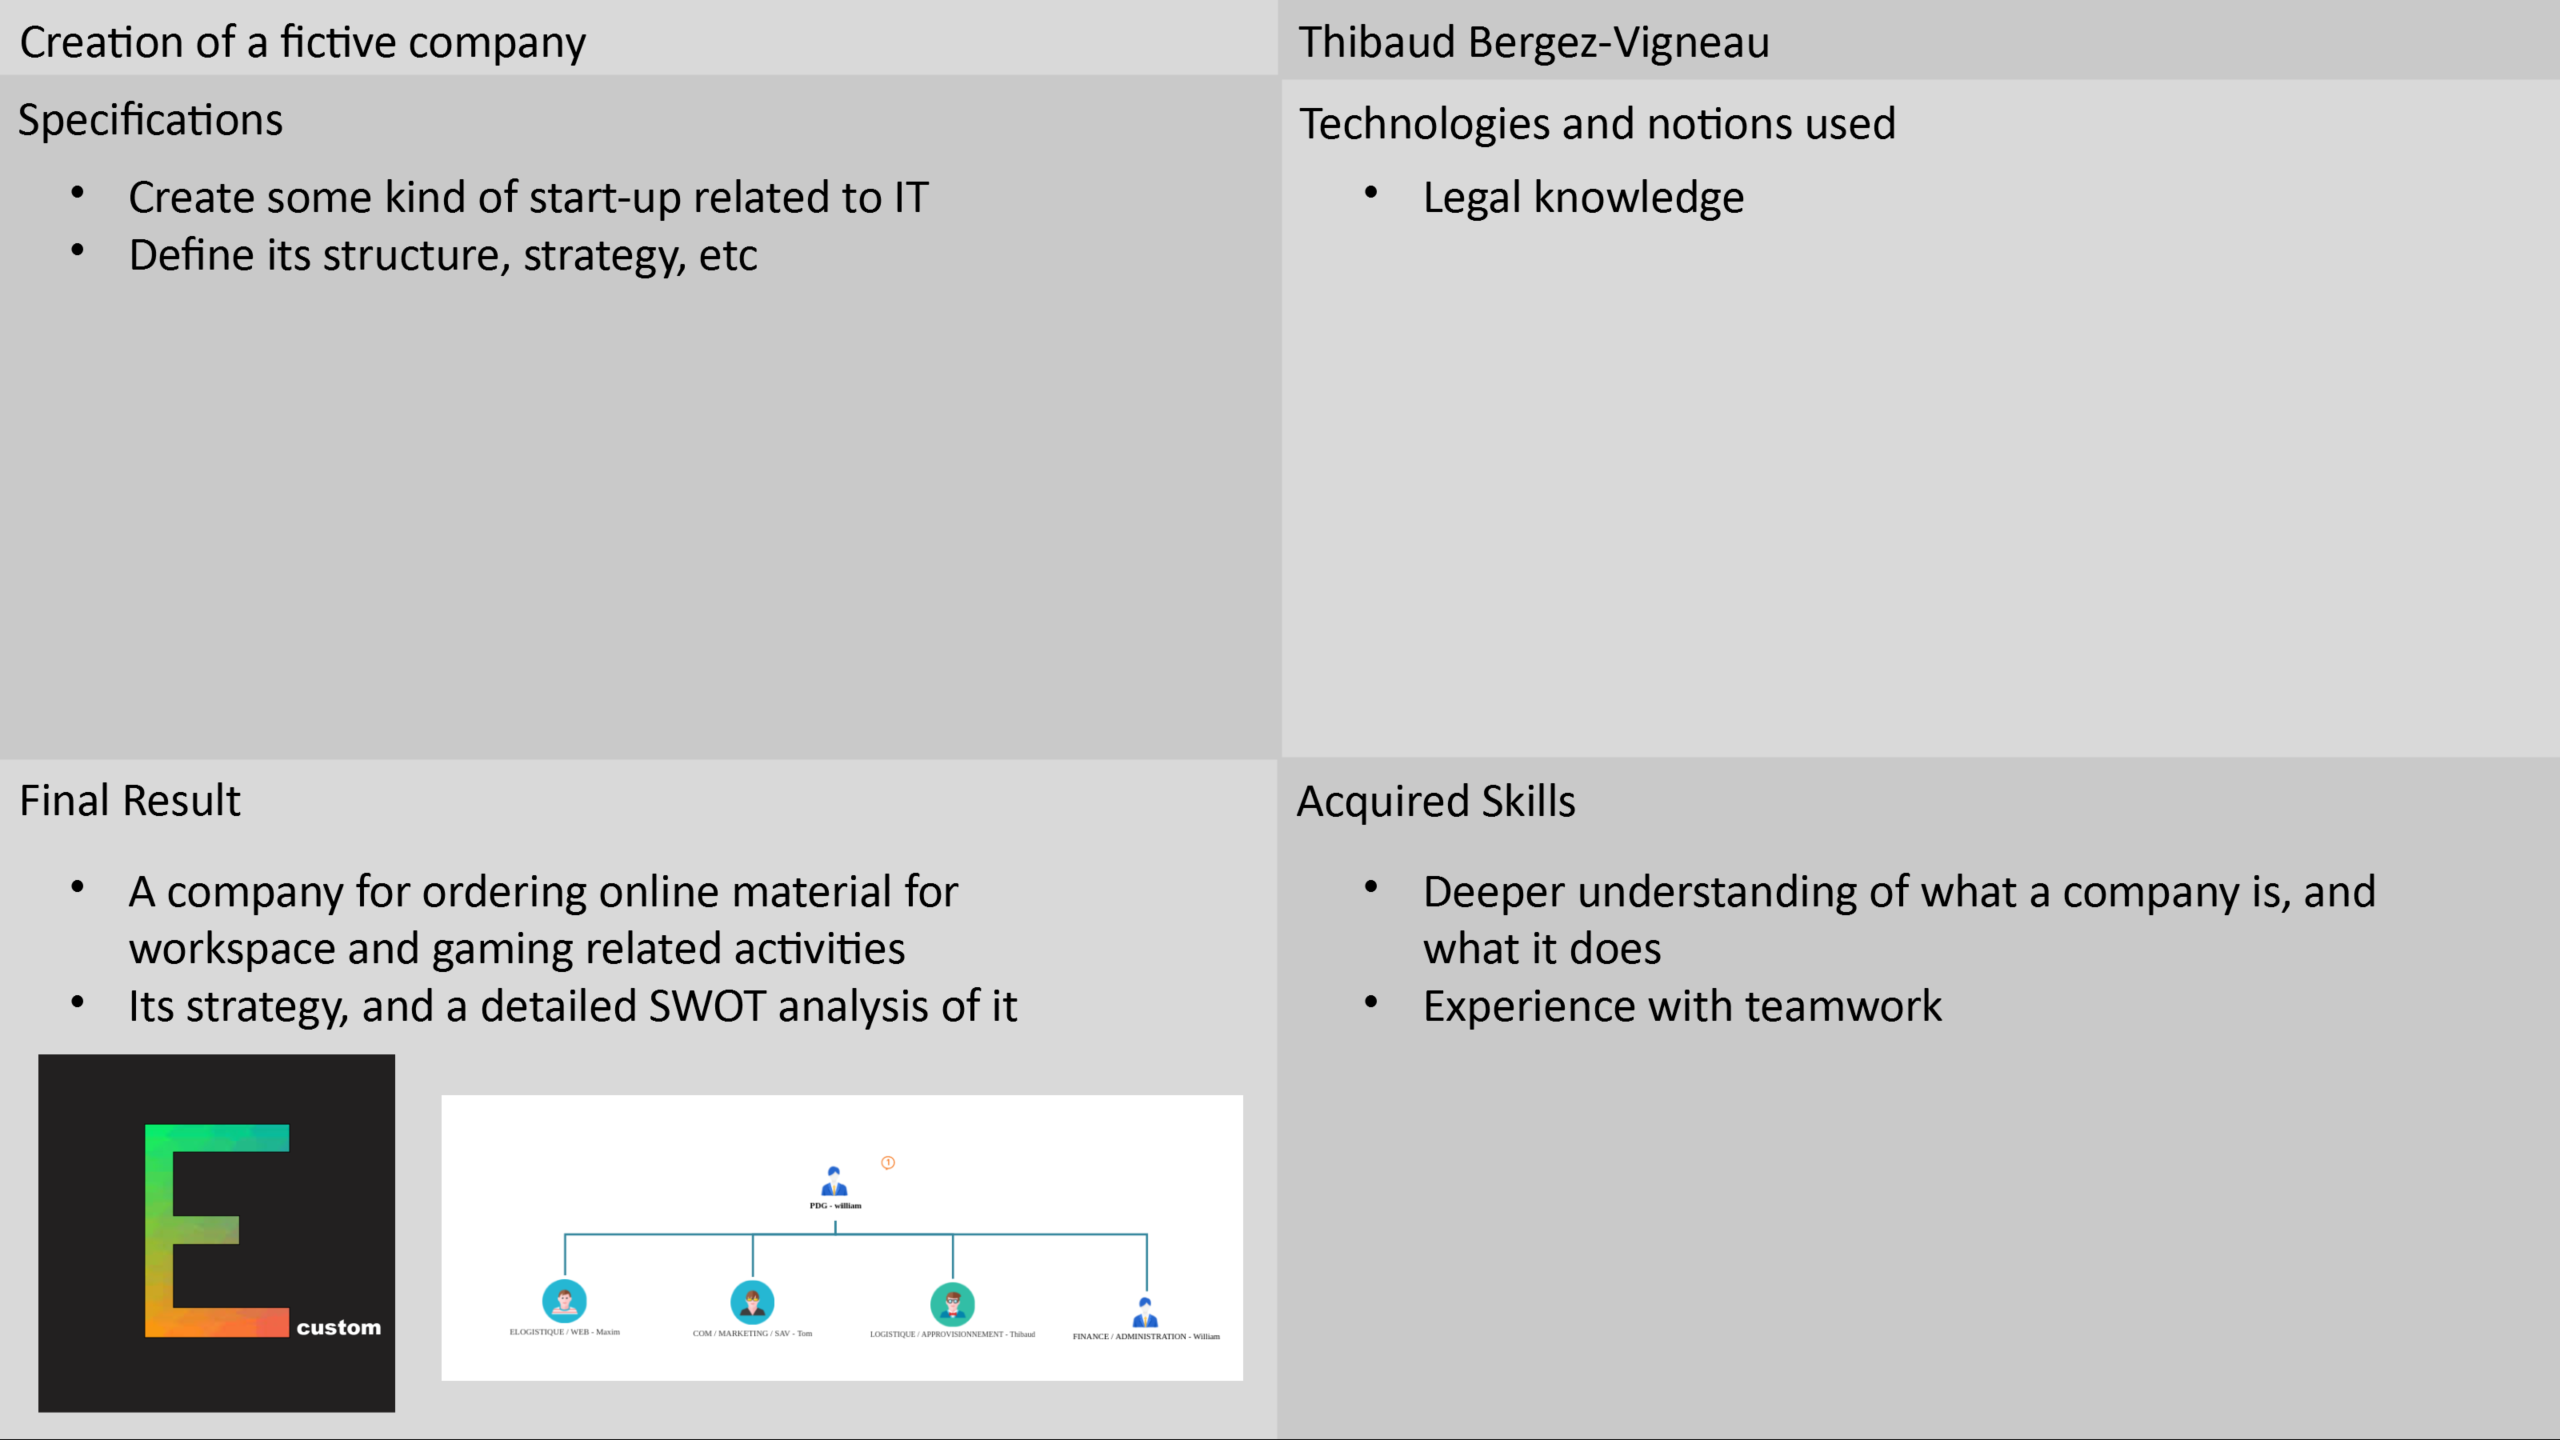 Creation of a fictive company
Thibaud Bergez-Vigneau
Specifications
• Create some kind of start-up related to IT
• Define its structure, strategy, etc
Technologies and notions used
• Legal knowledge
Final Result
• A company for ordering online material for
workspace and gaming related activities
• Its strategy, and a detailed SWOT analysis of it
E
custom
1
PDG - william
ELOGISTIQUE / WEB - Maxim
COM / MARKETING / SAV - Tom
LOGISTIQUE / APPROVISIONNEMENT - Thibaud
FINANCE / ADMINISTRATION - William
Acquired Skills
• Deeper understanding of what a company is, and
what it does
• Experience with teamwork